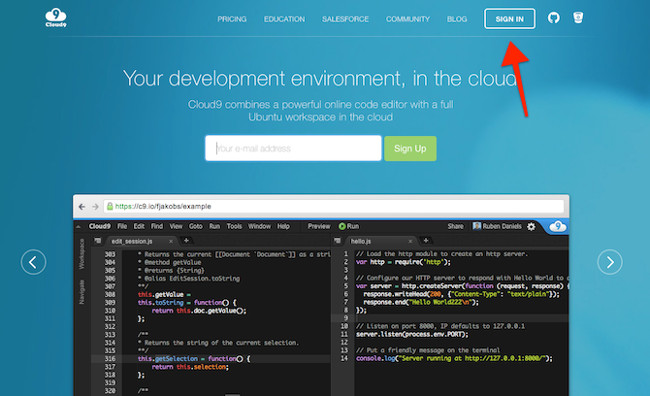 9
Cloud9
PRICING EDUCATION SALESFORCE COMMUNITY BLOG SIGN IN
Your development environment, in the cloud
Cloud9 combines a powerful online code editor with a full
Ubuntu workspace in the cloud
Your e-mail address Sign Up
https://c9.io/fjakobs/example
Cloud9 File Edit Find View Goto Run Tools Window Preview Run Share Ruben Daniels 9
Workspace
Navigate
edit_session.js
303 * Returns the current [[Document `Document`]] as a stri
304 * @method getValue
305 * @returns {String}
306 * @alias EditSession.toString
307 **/
308 this.getValue =
309 this.toString = function() {
310 return this.doc.getValue();
311 };
312
313 /**
314 * Returns the string of the current selection.
315 **/
316 this.getSelection = function() {
317 return this.selection;
318 };
319
320 /**
hello.js
1 // Load the http module to create an http server.
2 var http = require('http');
3
4 // Configure our HTTP server to respond with Hello World to
5 var server = http.createServer(function (request, response) {
6 response.writeHead(200, {"Content-Type": "text/plain"});
7 response.end("Hello World222\n");
8 });
9
10 // Listen on port 8000, IP defaults to 127.0.0.1
11 server.listen(process.env.PORT);
12
13 // Put a friendly message on the terminal
14 console.log("Server running at http://127.0.0.1:8000/");